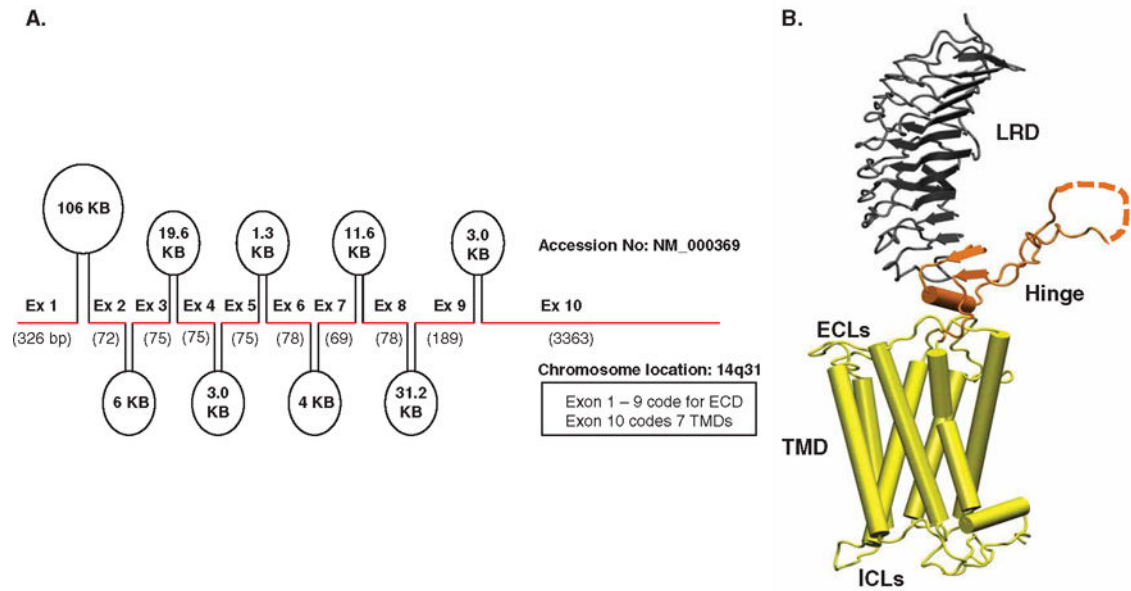 A.
106 KB
19.6
KB
1.3
KB
11.6
KB
3.0
KB
Accession No: NM_000369
Ex 1 Ex 2 Ex 3 Ex 4 Ex 5 Ex 6 Ex 7 Ex 8 Ex 9 Ex 10
(326 bp) (72) (75) (75) (75) (78) (69) (78) (189) (3363)
6 KB
3.0
KB
4 KB
31.2
KB
Chromosome location: 14q31
Exon 1 – 9 code for ECD
Exon 10 codes 7 TMDs
B.
LRD
Hinge
ECLs
TMD
ICLs